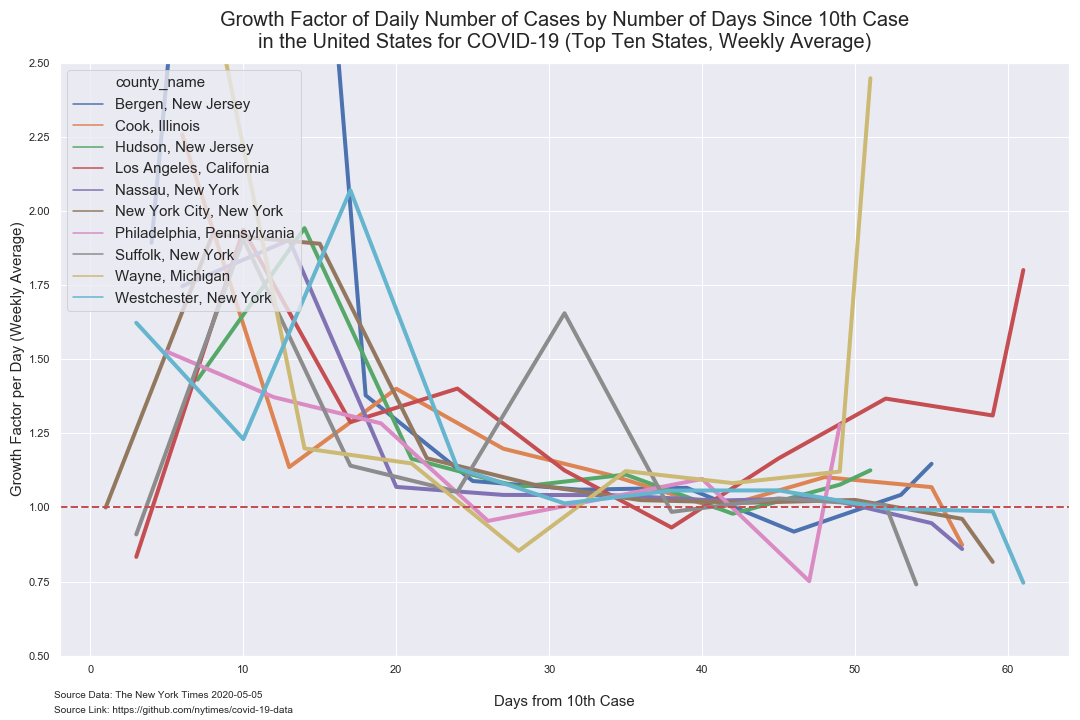 Growth Factor of Daily Number of Cases by Number of Days Since 10th Case
in the United States for COVID-19 (Top Ten States, Weekly Average)
2.50
2.25
2.00
1.75
1.50
1.25
1.00
0.75
0.50
Growth Factor per Day (Weekly Average)
county_name
Bergen, New Jersey
Cook, Illinois
Hudson, New Jersey
Los Angeles, California
Nassau, New York
New York City, New York
Philadelphia, Pennsylvania
Suffolk, New York
Wayne, Michigan
Westchester, New York
0 10 20 30 40 50 60
Days from 10th Case
Source Data: The New York Times 2020-05-05
Source Link: https://github.com/nytimes/covid-19-data